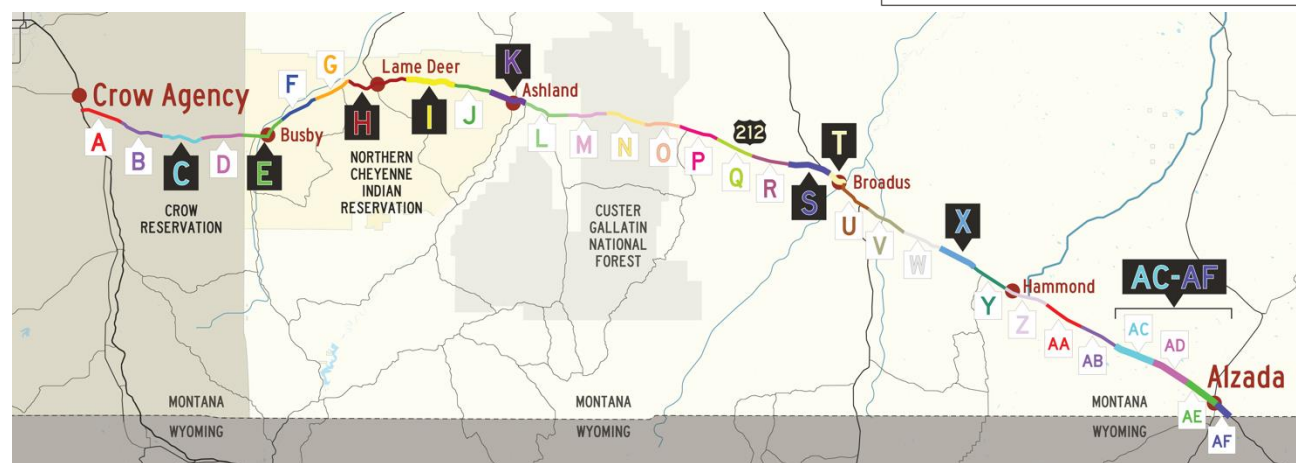 Crow Agency
A
B
C
D
E
CROW
RESERVATION
Busby
F
G
H
Lame Deer
I
J
NORTHERN
CHEYENNE
INDIAN
RESERVATION
K
Ashland
L
M
N
O
P
CUSTER
GALLATIN
NATIONAL
FOREST
212
Q
R
S
T
Broadus
U
V
W
X
Y
Hammond
Z
AA
AB
AC-AF
AC
AD
AE
AF
Alzada
MONTANA
WYOMING
MONTANA
WYOMING
MONTANA
WYOMING